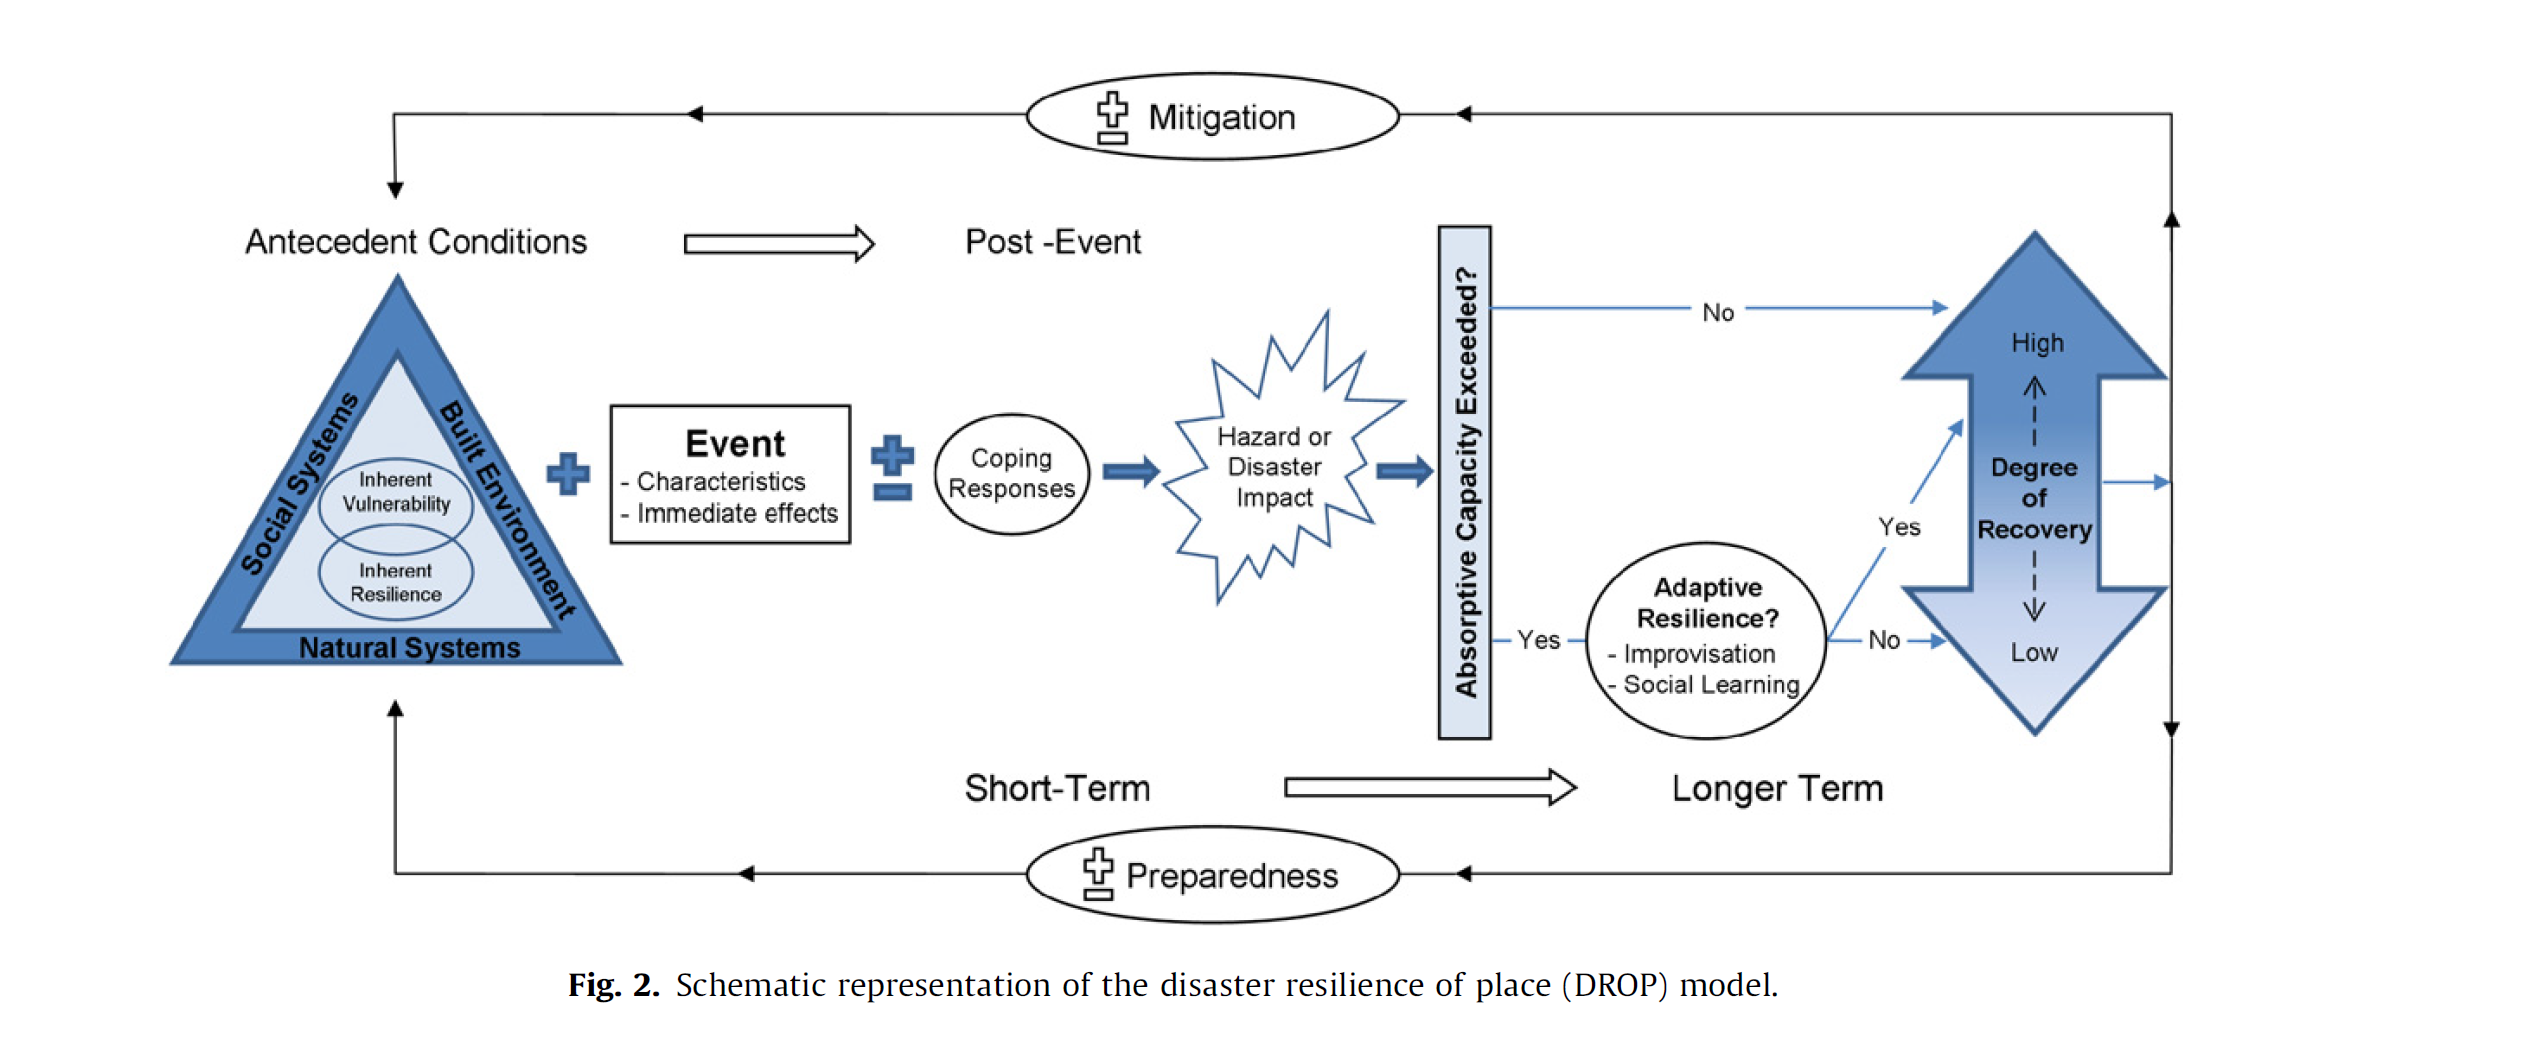 Mitigation
Antecedent Conditions
Post -Event
Social Systems
Built Environment
Natural Systems
Inherent
Vulnerability
Inherent
Resilience
Event
- Characteristics
- Immediate effects
Coping
Responses
Hazard or
Disaster
Impact
Absorptive Capacity Exceeded?
No
Yes
Adaptive
Resilience?
- Improvisation
- Social Learning
Yes
No
High
Degree
of
Recovery
Low
Short-Term
Longer Term
Preparedness
Fig. 2. Schematic representation of the disaster resilience of place (DROP) model.